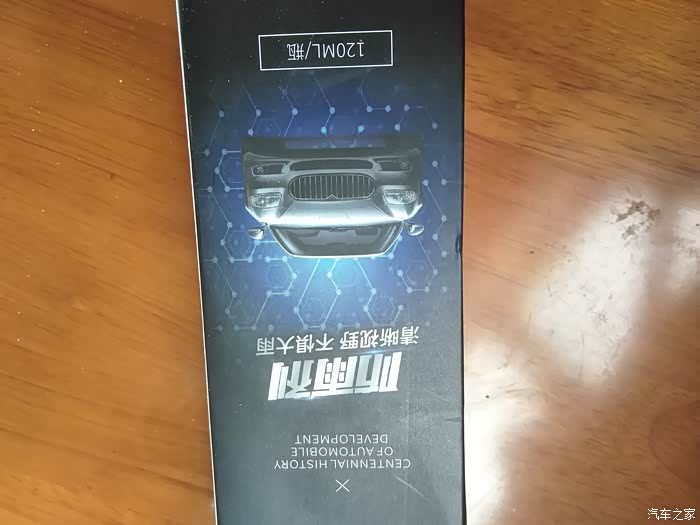 CENTENNIAL HISTORY
OF AUTOMOBILE
DEVELOPMENT
防雨剂
清晰视野 不惧大雨
120ML/瓶
汽车之家